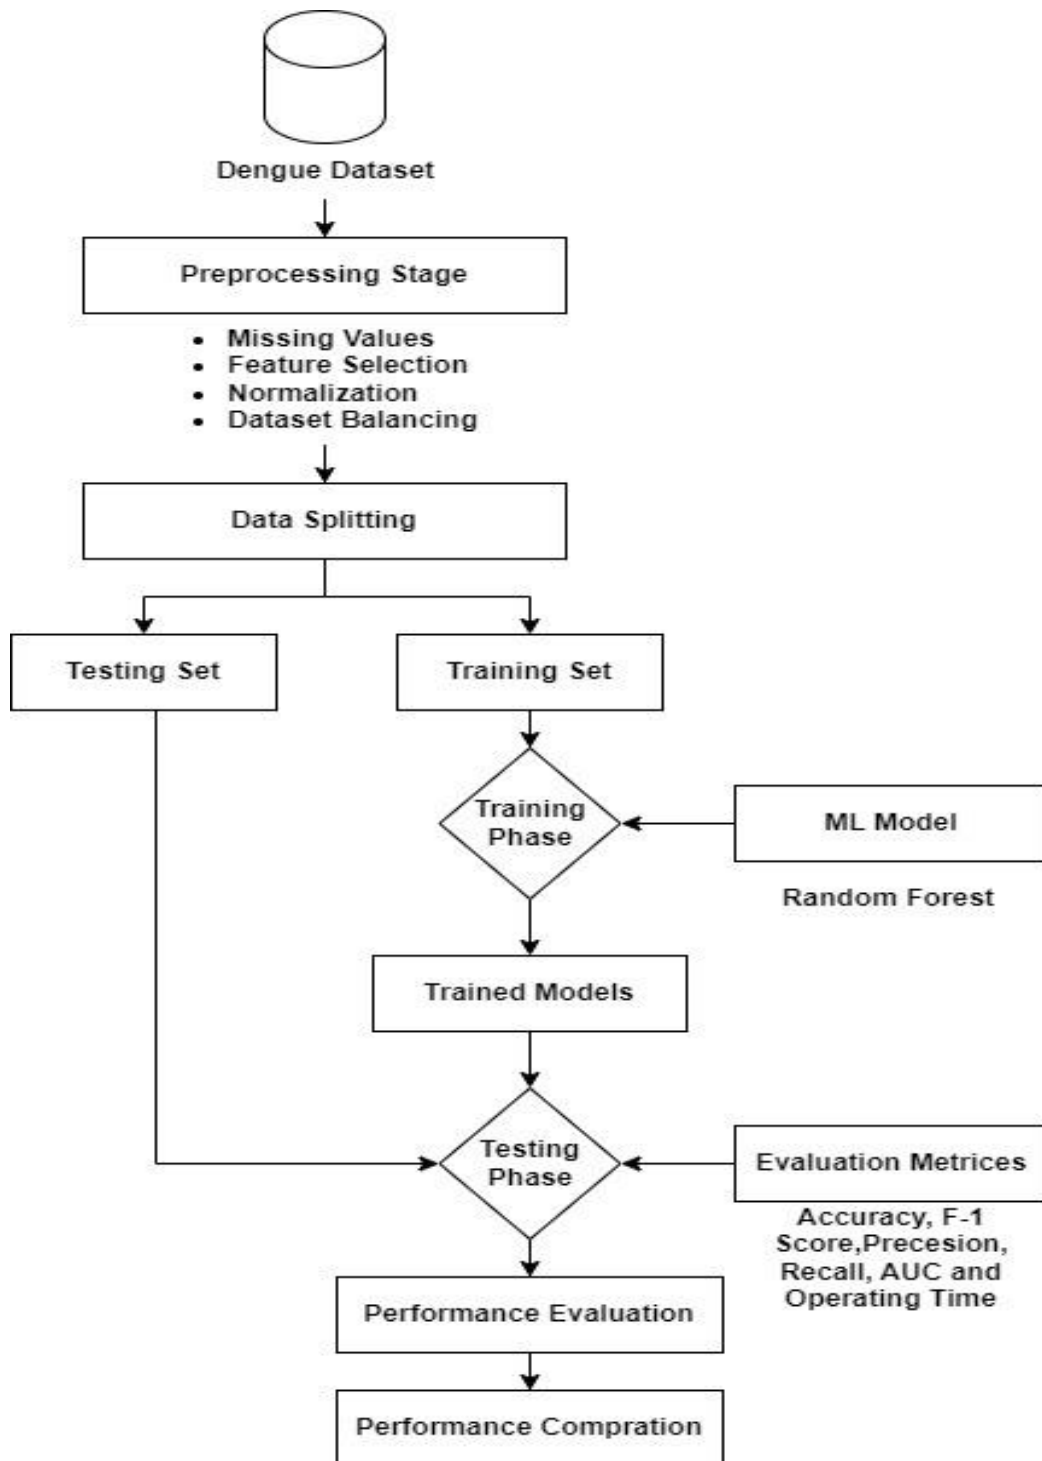 Dengue Dataset
Preprocessing Stage
• Missing Values
• Feature Selection
• Normalization
• Dataset Balancing
Data Splitting
Testing Set
Training Set
Training
Phase
ML Model
Random Forest
Trained Models
Testing
Phase
Evaluation Metrices
Accuracy, F-1
Score,Precesion,
Recall, AUC and
Operating Time
Performance Evaluation
Performance Compration